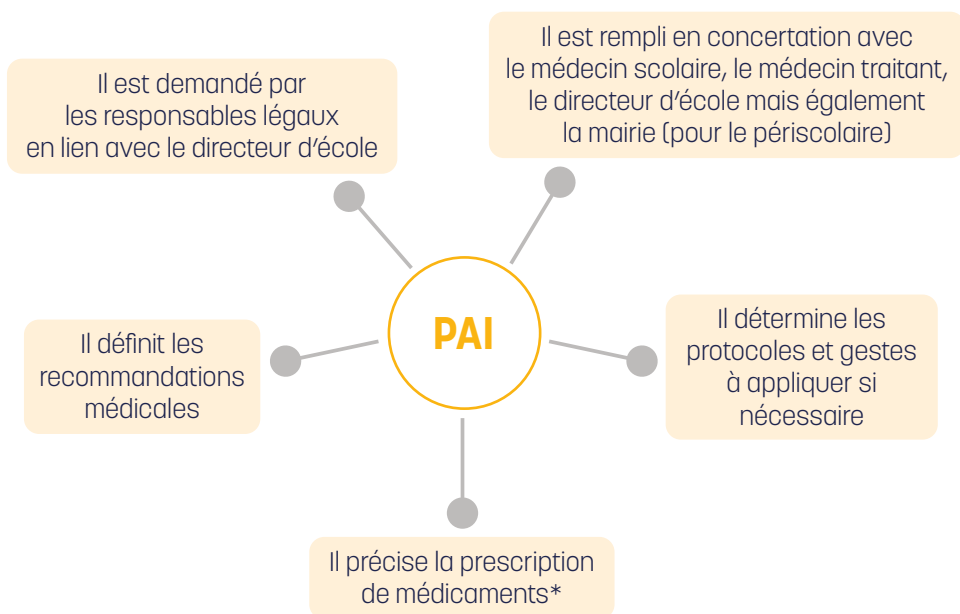 Il est demandé par
les responsables légaux
en lien avec le directeur d'école
Il est rempli en concertation avec
le médecin scolaire, le médecin traitant,
le directeur d'école mais également
la mairie (pour le périscolaire)
PAI
Il définit les
recommandations
médicales
Il détermine les
protocoles et gestes
à appliquer si
nécessaire
Il précise la prescription
de médicaments*